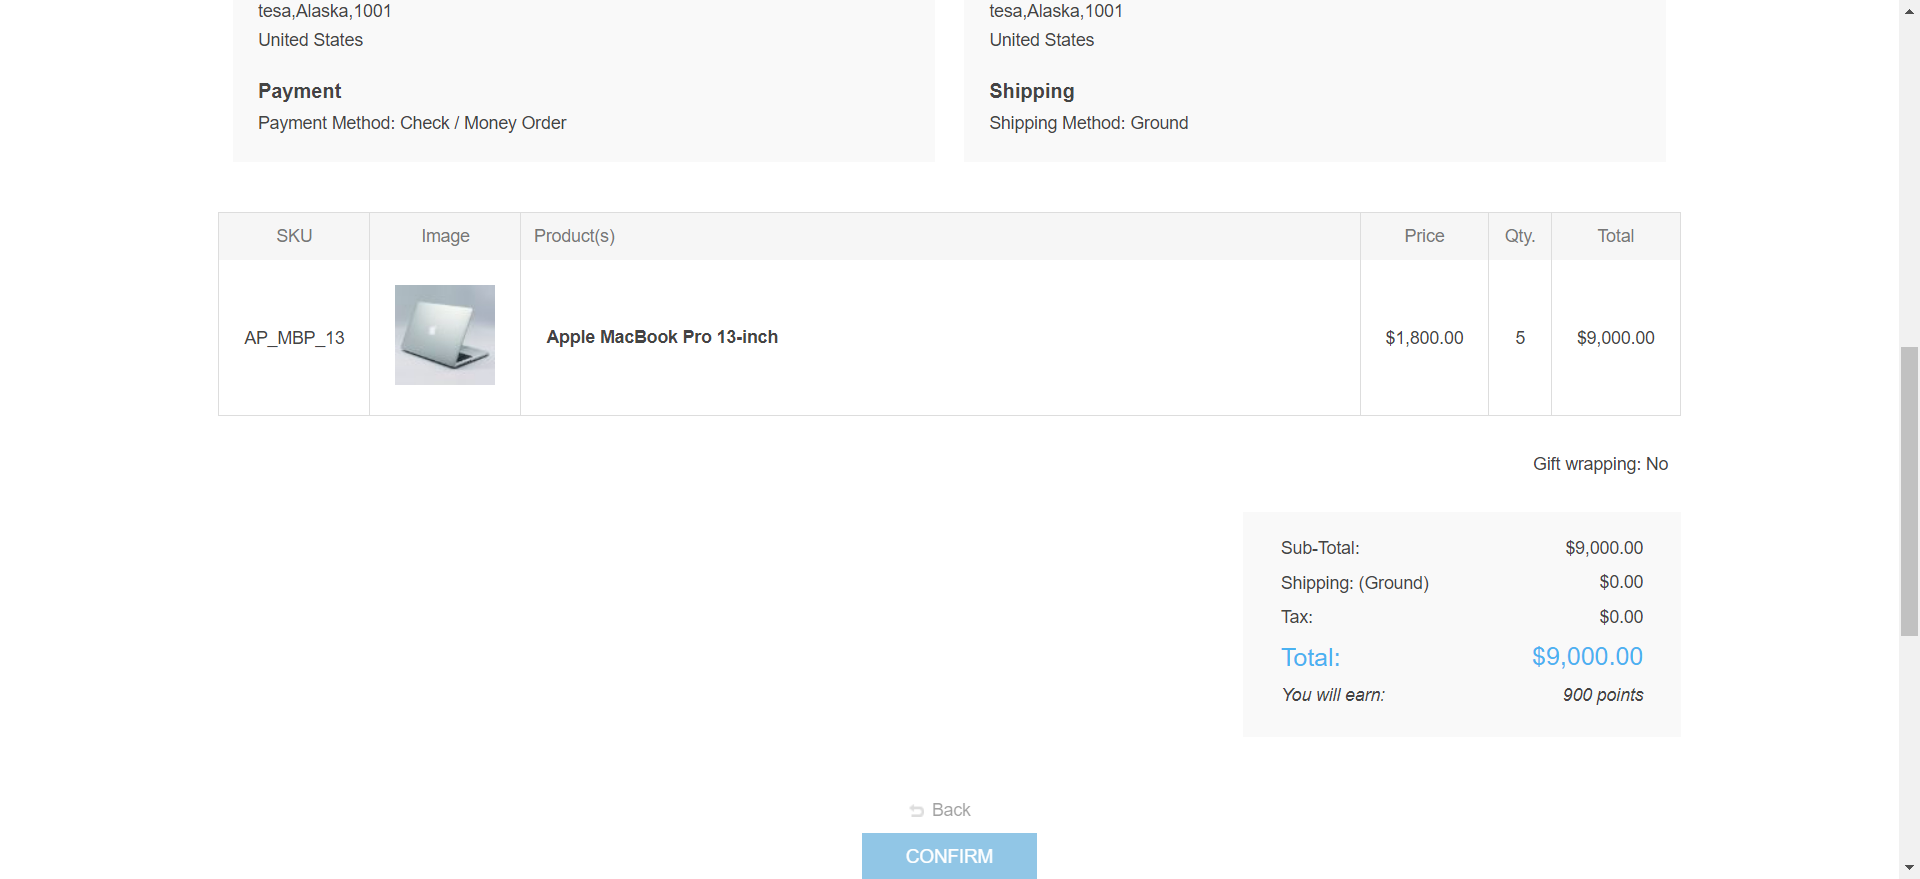 tesa,Alaska,1001
United States
Payment
Payment Method: Check / Money Order
tesa,Alaska,1001
United States
Shipping
Shipping Method: Ground
SKU Image Product(s) Price Qty. Total
AP_MBP_13 Apple MacBook Pro 13-inch $1,800.00 5 $9,000.00
Gift wrapping: No
Sub-Total: $9,000.00
Shipping: (Ground) $0.00
Tax: $0.00
Total: $9,000.00
You will earn: 900 points
Back
CONFIRM